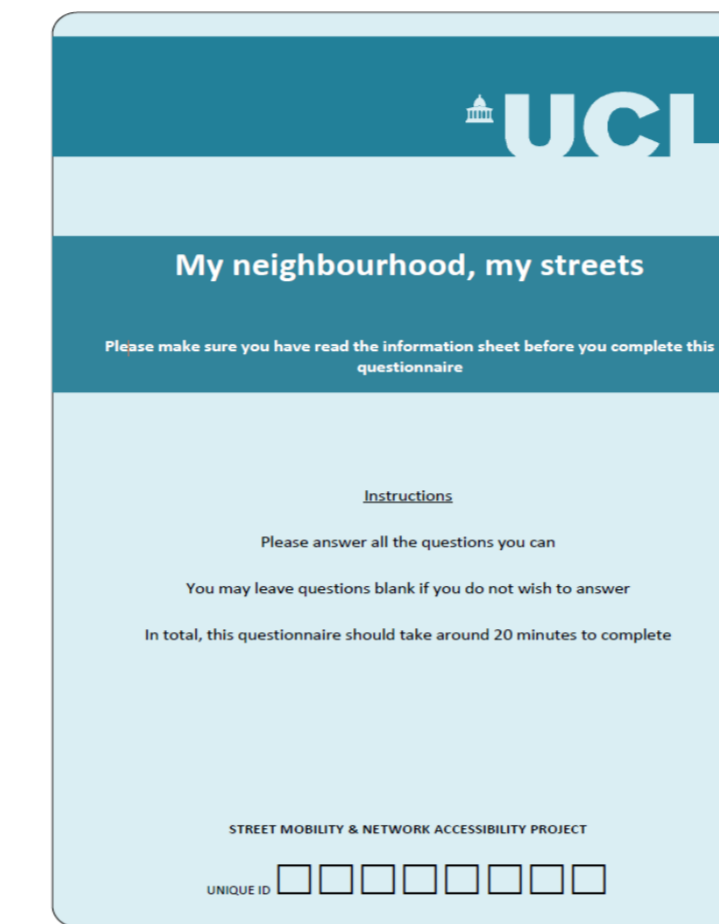 UCL
My neighbourhood, my streets
Please make sure you have read the information sheet before you complete this
questionnaire
Instructions
Please answer all the questions you can
You may leave questions blank if you do not wish to answer
In total, this questionnaire should take around 20 minutes to complete
STREET MOBILITY & NETWORK ACCESSIBILITY PROJECT
UNIQUE ID